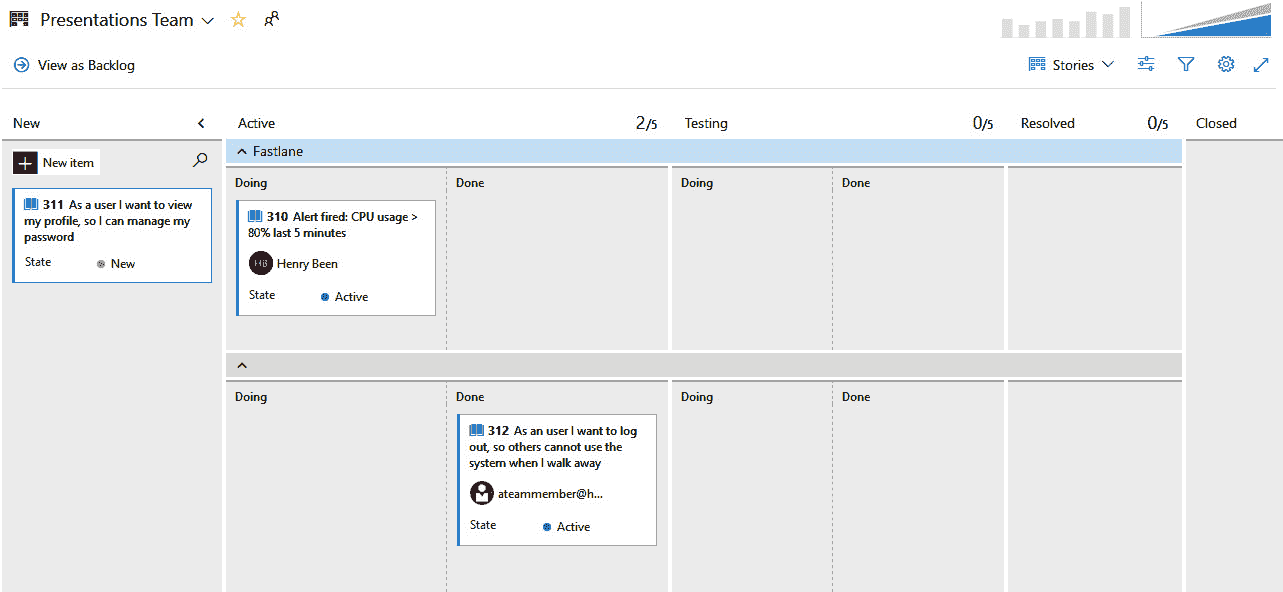 Presentations Team
View as Backlog
Stories
New
Active 2/5
Testing 0/5
Resolved 0/5
Closed
New item
311 As a user I want to view
my profile, so I can manage my
password
State New
Fastlane
Doing
Done
Doing
Done
310 Alert fired: CPU usage >
80% last 5 minutes
HB Henry Been
State Active
Doing
Done
Doing
Done
312 As an user I want to log
out, so others cannot use the
system when I walk away
ateammember@h...
State Active